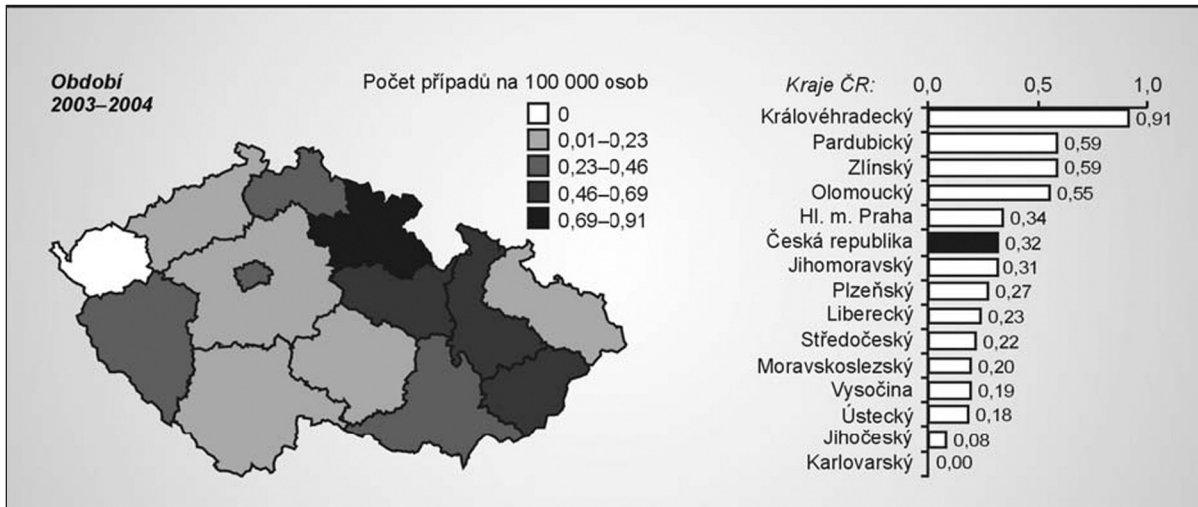 Období
2003–2004
Počet případů na 100 000 osob
0
0,01–0,23
0,23–0,46
0,46–0,69
0,69–0,91
Kraje ČR: 0,0 0,5 1,0
Královéhradecký 0,91
Pardubický 0,59
Zlínský 0,59
Olomoucký 0,55
Hl. m. Praha 0,34
Česká republika 0,32
Jihomoravský 0,31
Plzeňský 0,27
Liberecký 0,23
Středočeský 0,22
Moravskoslezský 0,20
Vysočina 0,19
Ústecký 0,18
Jihočeský 0,08
Karlovarský 0,00